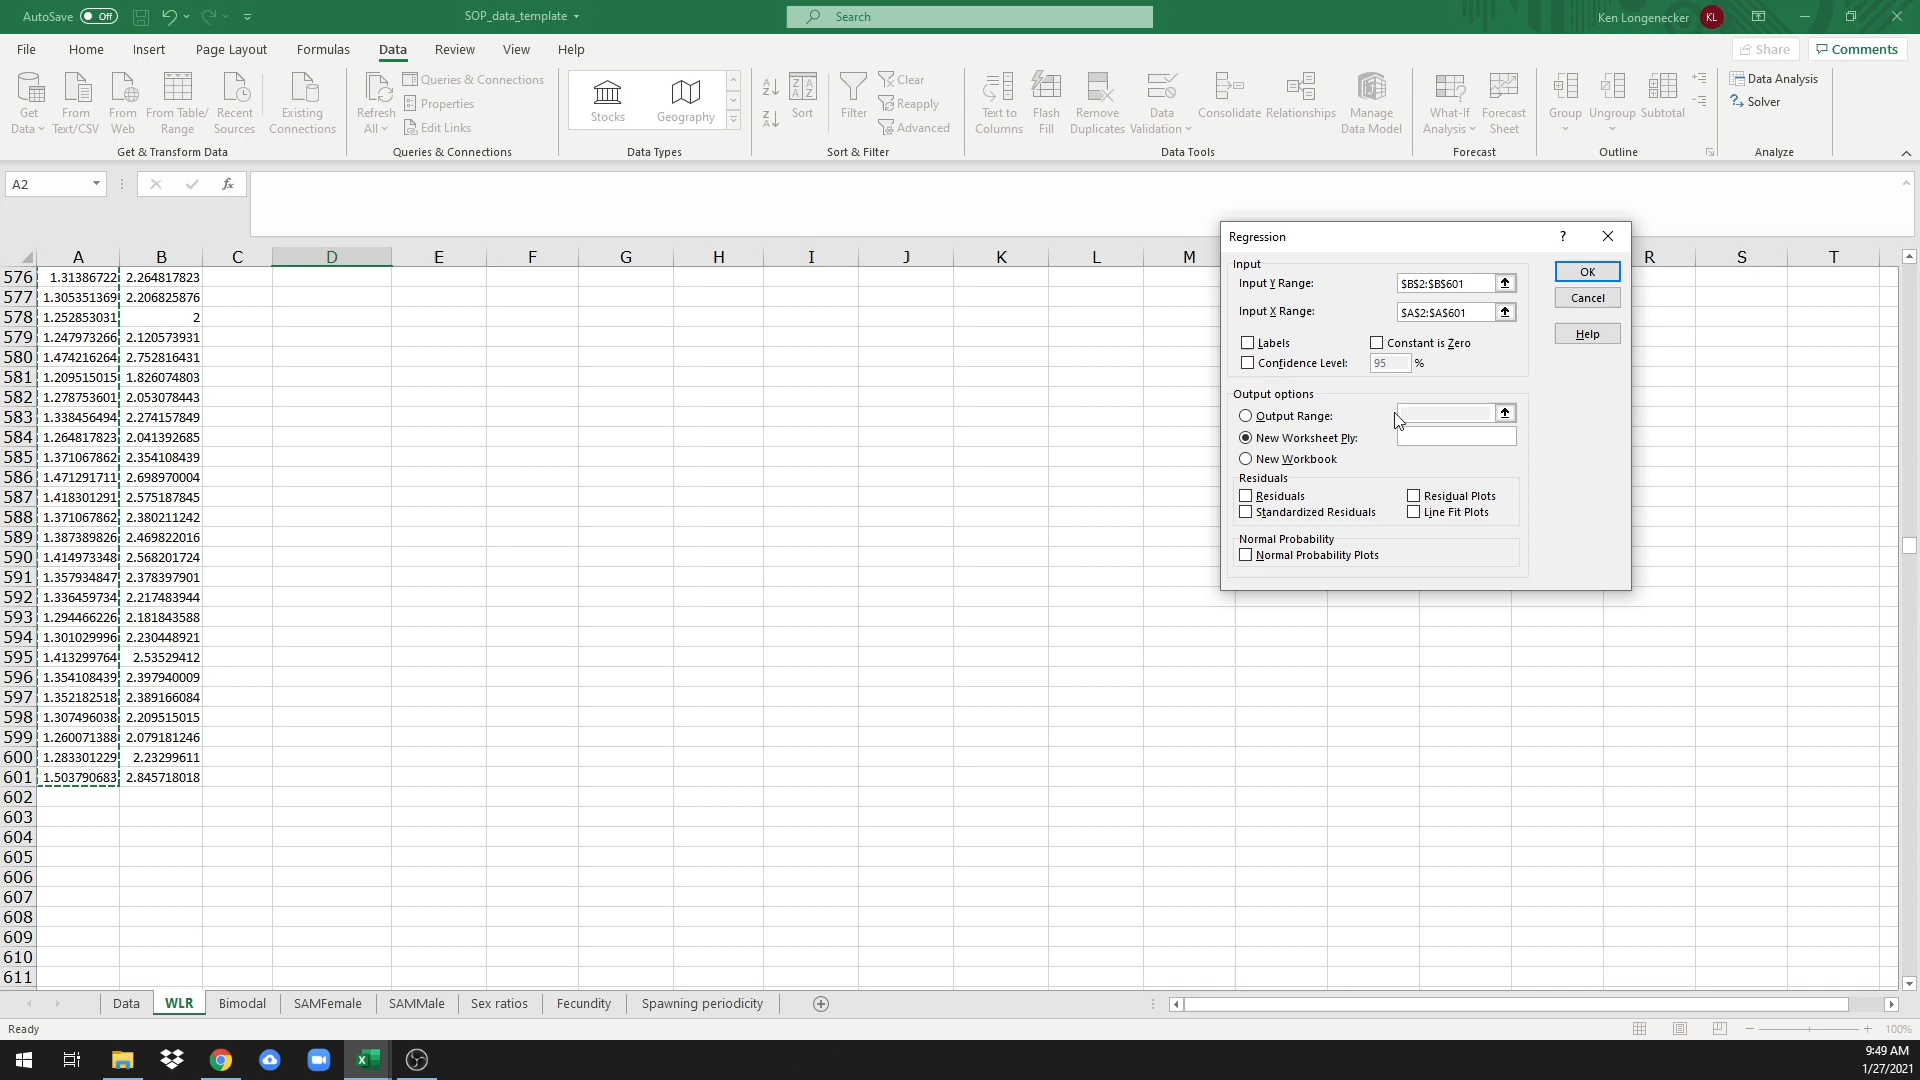 AutoSave Off SOP_data_template Search Ken Longenecker KL
File Home Insert Page Layout Formulas Data Review View Help Share Comments
Get Data From Text/CSV From Web From Table/ Range Recent Sources Existing Connections
Get & Transform Data
Refresh All Queries & Connections
Properties
Edit Links
Queries & Connections
Stocks Geography
Data Types
Sort Filter Clear
Reapply
Advanced
Sort & Filter
Text to Columns Flash Fill Remove Duplicates Data Validation Consolidate Relationships Manage Data Model
Data Tools
What-If Analysis Forecast Sheet
Forecast
Group Ungroup Subtotal
Outline
Data Analysis
Solver
Analyze
A2 fx
A B C D E F G H I J K L M R S T
576 1.31386722 2.264817823
577 1.305351369 2.206825876
578 1.252853031 2
579 1.247973266 2.120573931
580 1.474216264 2.752816431
581 1.209515015 1.826074803
582 1.278753601 2.053078443
583 1.338456494 2.274157849
584 1.264817823 2.041392685
585 1.371067862 2.354108439
586 1.471291711 2.698970004
587 1.418301291 2.575187845
588 1.371067862 2.380211242
589 1.387389826 2.469822016
590 1.414973348 2.568201724
591 1.357934847 2.378397901
592 1.336459734 2.217483944
593 1.294466226 2.181843588
594 1.301029996 2.230448921
595 1.413299764 2.53529412
596 1.354108439 2.397940009
597 1.352182518 2.389166084
598 1.307496038 2.209515015
599 1.260071388 2.079181246
600 1.283301229 2.23299611
601 1.503790683 2.845718018
602
603
604
605
606
607
608
609
610
611
Regression ?
Input
Input Y Range: $B$2:$B$601
Input X Range: $A$2:$A$601
Labels Constant is Zero
Confidence Level: 95 %
OK
Cancel
Help
Output options
Output Range:
New Worksheet Ply:
New Workbook
Residuals
Residuals Residual Plots
Standardized Residuals Line Fit Plots
Normal Probability
Normal Probability Plots
Data WLR Bimodal SAMFemale SAMMale Sex ratios Fecundity Spawning periodicity
Ready 100%
9:49 AM
1/27/2021